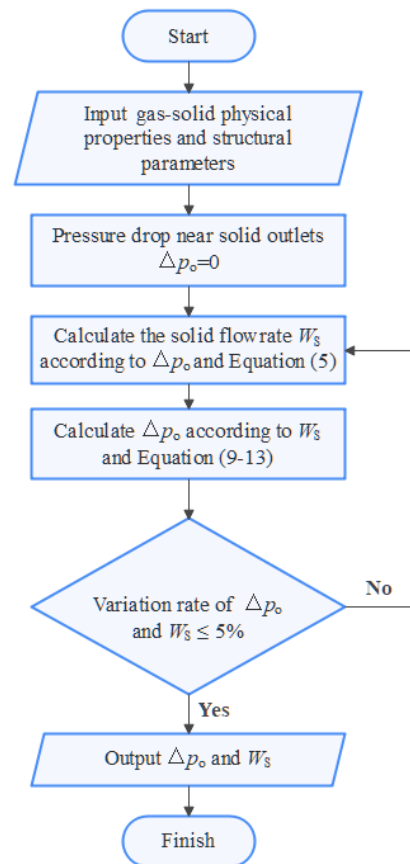 Start
Input gas-solid physical
properties and structural
parameters
Pressure drop near solid outlets
△pₒ=0
Calculate the solid flowrate Wₛ
according to △pₒ and Equation (5)
Calculate △pₒ according to Wₛ
and Equation (9-13)
Variation rate of △pₒ
and Wₛ ≤ 5%
No
Yes
Output △pₒ and Wₛ
Finish